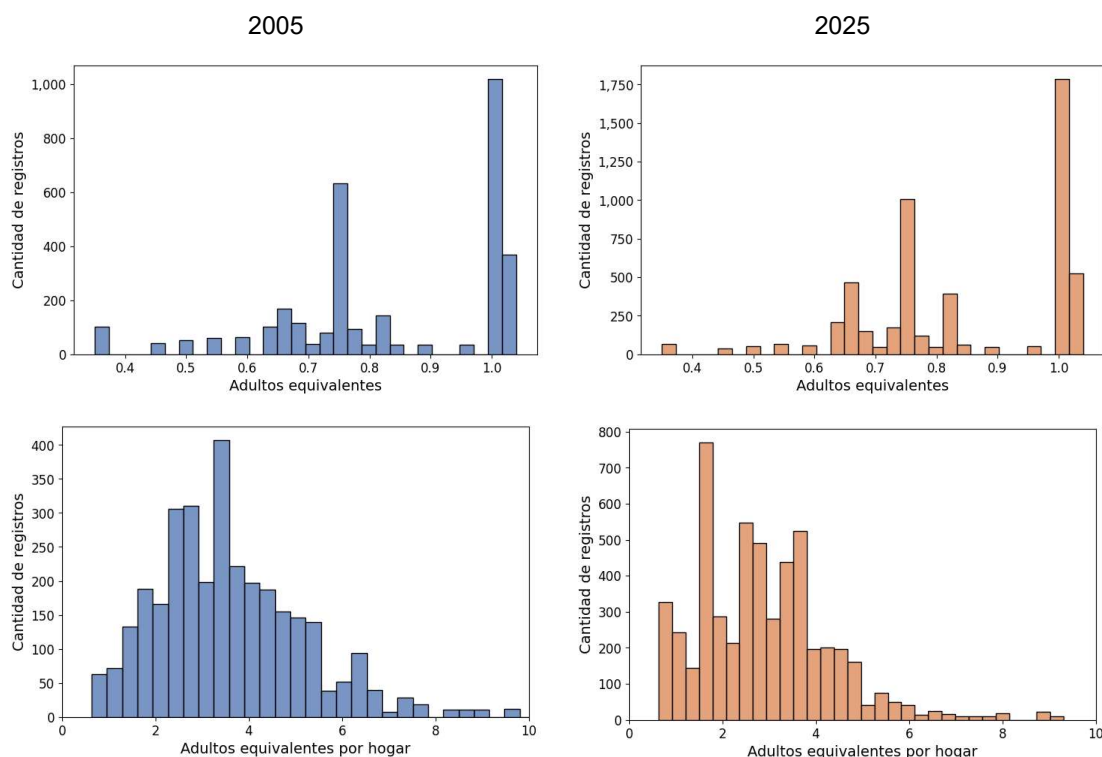 2005
2025
1,000
800
600
400
200
0
Cantidad de registros
0.4 0.5 0.6 0.7 0.8 0.9 1.0
Adultos equivalentes
1,750
1,500
1,250
1,000
750
500
250
0
Cantidad de registros
0.4 0.5 0.6 0.7 0.8 0.9 1.0
Adultos equivalentes
400
350
300
250
200
150
100
50
0
Cantidad de registros
0 2 4 6 8 10
Adultos equivalentes por hogar
800
700
600
500
400
300
200
100
0
Cantidad de registros
0 2 4 6 8 10
Adultos equivalentes por hogar